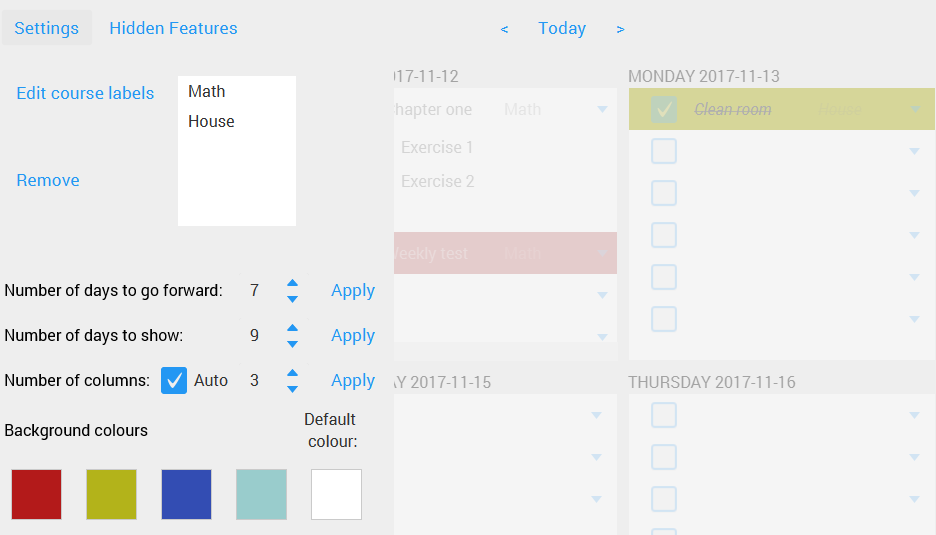 Settings Hidden Features < Today >
Edit course labels
Math
House
Remove
Number of days to go forward: 7 Apply
Number of days to show: 9 Apply
Number of columns: Auto 3 Apply
Background colours
Default
colour:
017-11-12
hapter one Math
Exercise 1
Exercise 2
Weekly test Math
MONDAY 2017-11-13
Clean room House
AY 2017-11-15
THURSDAY 2017-11-16